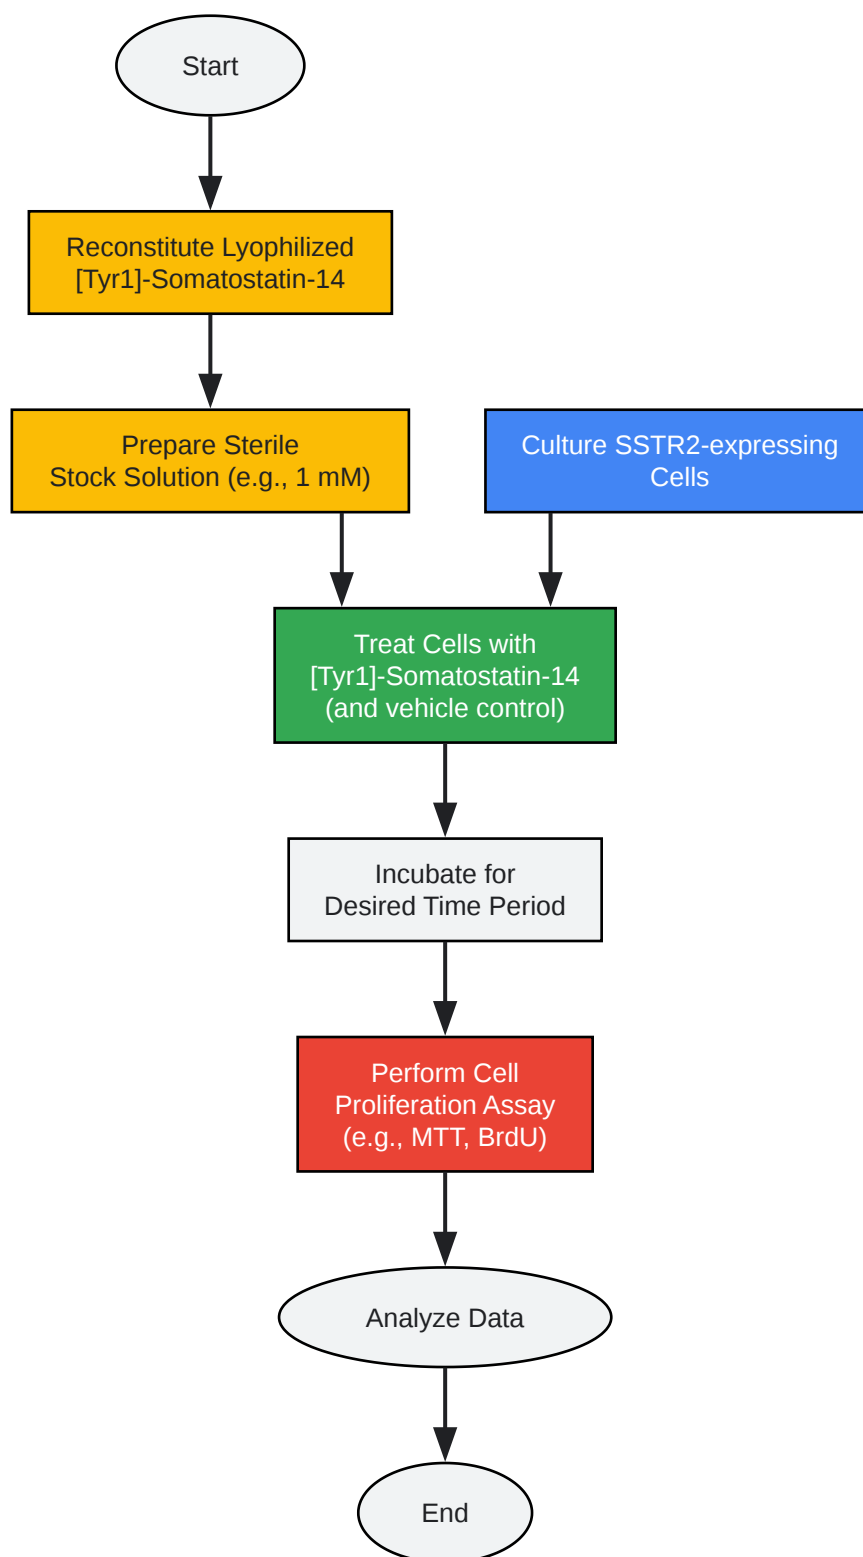 Start
Reconstitute Lyophilized
[Tyr1]-Somatostatin-14
Prepare Sterile
Stock Solution (e.g., 1 mM)
Culture SSTR2-expressing
Cells
Treat Cells with
[Tyr1]-Somatostatin-14
(and vehicle control)
Incubate for
Desired Time Period
Perform Cell
Proliferation Assay
(e.g., MTT, BrdU)
Analyze Data
End